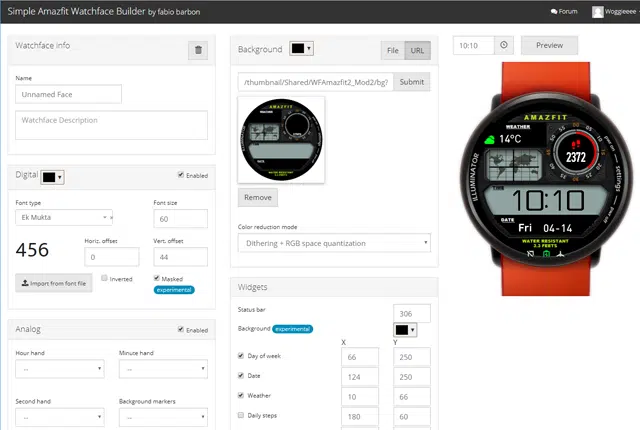 Simple Amazfit Watchface Builder by fabio barbon
Forum
Woggieeee
Watchface info
Name
Unnamed Face
Watchface Description
Digital
Enabled
Font type
Font size
Ek Mukta
60
456
Horiz. offset
Vert. offset
0
44
Import from font file
Inverted
Masked
experimental
Analog
Enabled
Hour hand
Minute hand
--
--
Second hand
Background markers
--
--
Background
File
URL
/thumbnail/Shared/WFAmazfit2_Mod2/bg?
Submit
Remove
Color reduction mode
Dithering + RGB space quantization
Widgets
Status bar
306
Background experimental
X
Y
Day of week
66
250
Date
124
250
Weather
10
66
Daily steps
180
60
10:10
Preview
AMAZFIT
WEATHER
14°C
2372
ILLUMINATOR
settings
TIME
10:10
DATE
Fri 04-14
WATER RESISTANT
3.3 FEETS